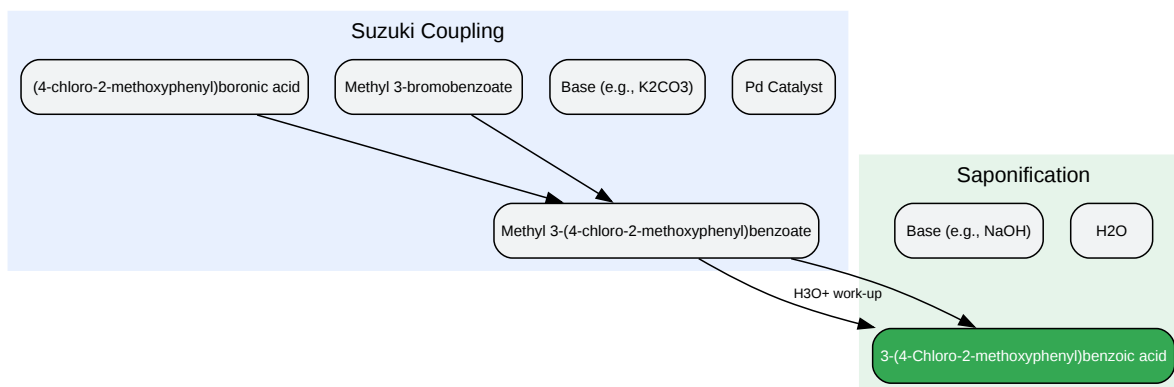 Suzuki Coupling
(4-chloro-2-methoxyphenyl)boronic acid
Methyl 3-bromobenzoate
Base (e.g., K2CO3)
Pd Catalyst
Methyl 3-(4-chloro-2-methoxyphenyl)benzoate
Saponification
Base (e.g., NaOH)
H2O
H3O+ work-up
3-(4-Chloro-2-methoxyphenyl)benzoic acid